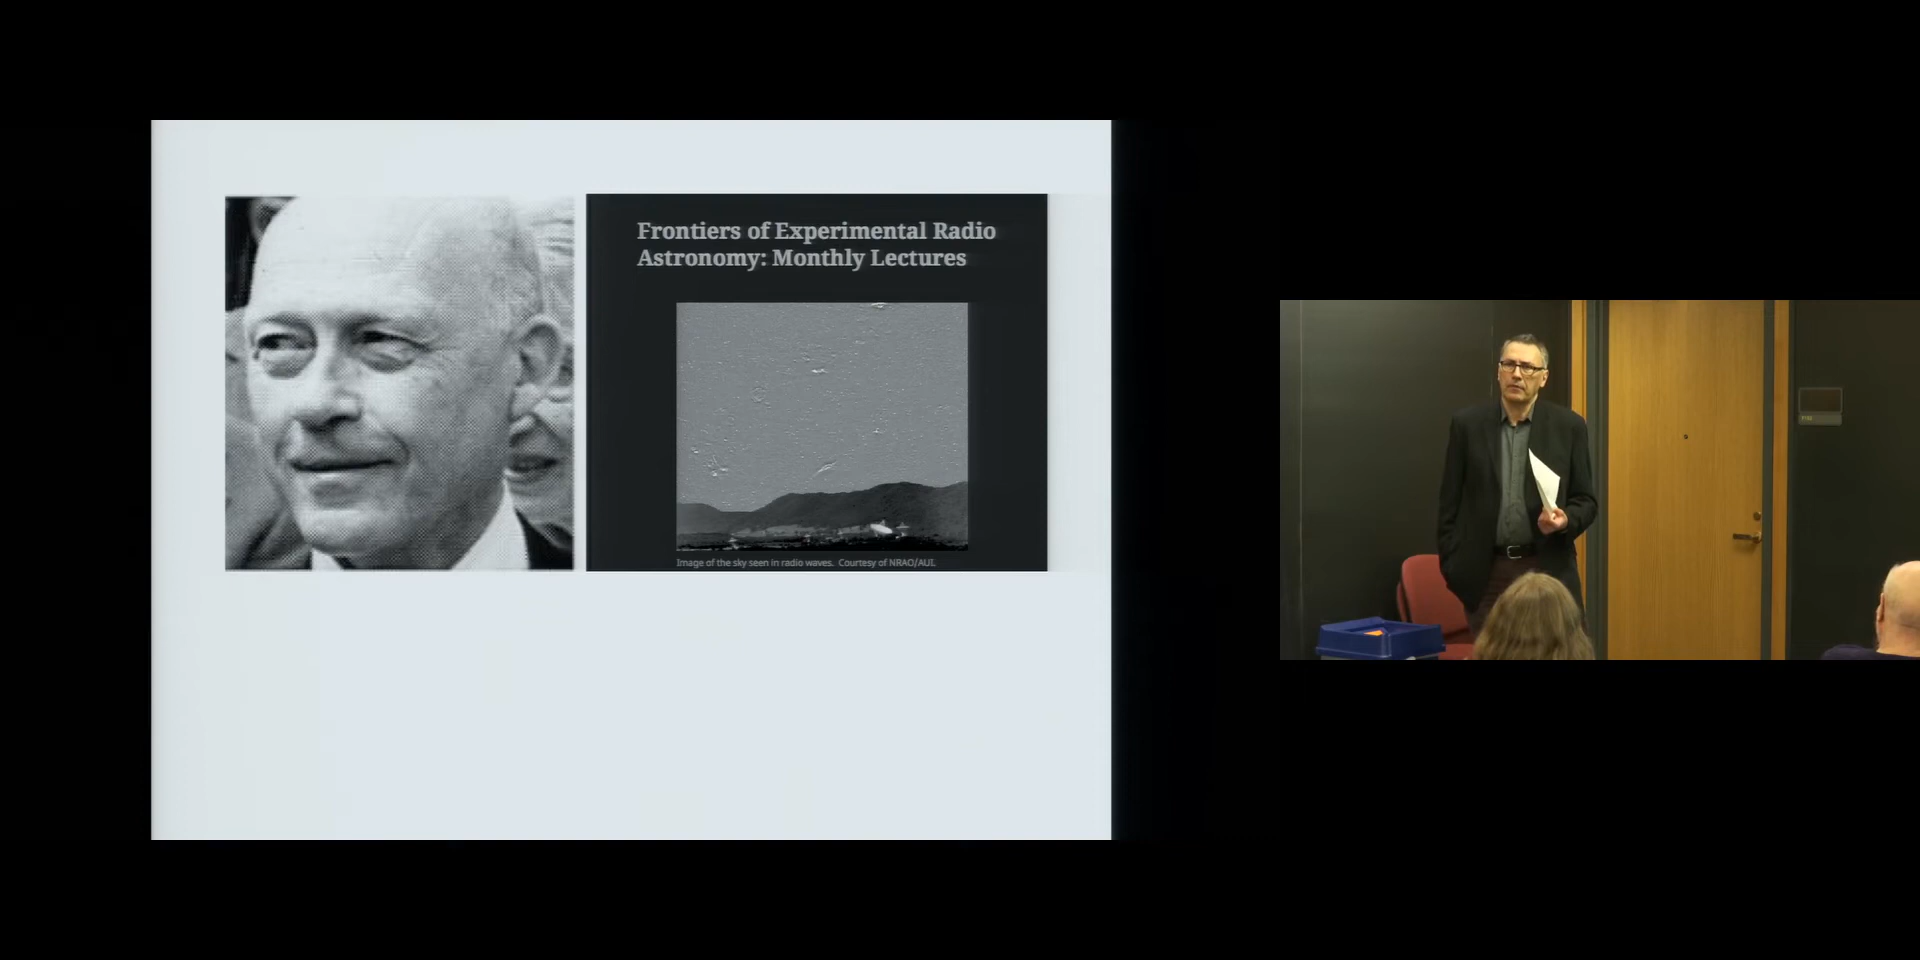 Frontiers of Experimental Radio
Astronomy: Monthly Lectures
Image of the sky seen in radio waves. Courtesy of NRAO/AUI.